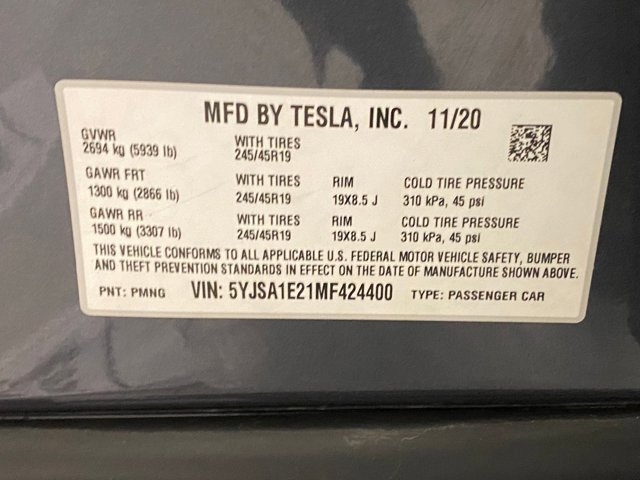 MFD BY TESLA, INC. 11/20
GVWR
2694 kg (5939 lb)
WITH TIRES
245/45R19
GAWR FRT
1300 kg (2866 lb)
WITH TIRES
245/45R19
RIM
19X8.5 J
COLD TIRE PRESSURE
310 kPa, 45 psi
GAWR RR
1500 kg (3307 lb)
WITH TIRES
245/45R19
RIM
19X8.5 J
COLD TIRE PRESSURE
310 kPa, 45 psi
THIS VEHICLE CONFORMS TO ALL APPLICABLE U.S. FEDERAL MOTOR VEHICLE SAFETY, BUMPER
AND THEFT PREVENTION STANDARDS IN EFFECT ON THE DATE OF MANUFACTURE SHOWN ABOVE.
PNT: PMNG VIN: 5YJSA1E21MF424400 TYPE: PASSENGER CAR